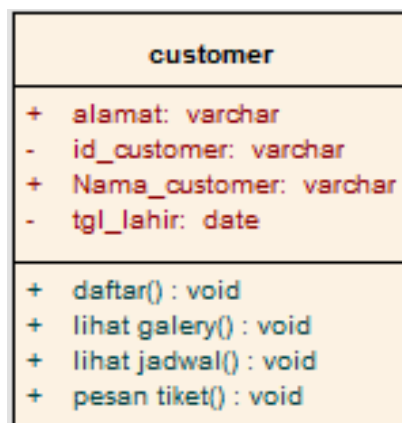 customer
+ alamat: varchar
- id_customer: varchar
+ Nama_customer: varchar
- tgl_lahir: date
+ daftar() : void
+ lihat galery() : void
+ lihat jadwal() : void
+ pesan tiket() : void